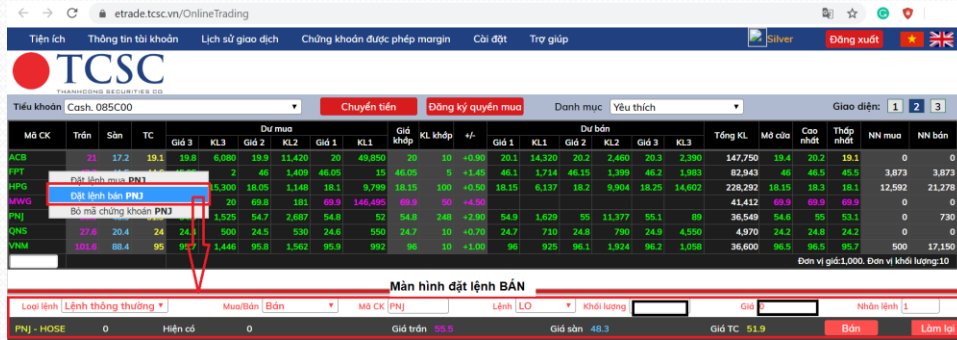 etrade.tcsc.vn/OnlineTrading
Tiện ích Thông tin tài khoản Lịch sử giao dịch Chứng khoán được phép margin Cài đặt Trợ giúp Silver Đăng xuất
TCSC
THANHCONG SECURITIES CO
Tiểu khoản Cash. 085C00 Chuyển tiền Đăng ký quyền mua Danh mục Yêu thích Giao diện: 1 2 3
Mã CK Trần Sàn TC Dư mua Giá khớp KL khớp +/- Dư bán Tổng KL Mở cửa Cao nhất Thấp nhất NN mua NN bán
Giá 3 KL3 Giá 2 KL2 Giá 1 KL1 Giá 1 KL1 Giá 2 KL2 Giá 3 KL3
ACB 21 17.2 19.1 19.8 6,080 19.9 11,420 20 49,850 20 10 +0.90 20.1 14,320 20.2 2,460 20.3 2,390 147,750 19.4 20.2 19.1 0 0
FPT 2 46 1,409 46.05 15 46.05 5 +1.45 46.1 1,714 46.15 1,399 46.2 1,983 82,943 46 46.5 45.5 3,873 3,873
Đặt lệnh mua PNJ
HPG 15,300 18.05 1,148 18.1 9,799 18.15 100 +0.50 18.15 6,137 18.2 9,904 18.25 14,602 228,292 18.15 18.3 18.1 12,592 21,278
Đặt lệnh bán PNJ
MWG 20 69.8 181 69.9 146,495 69.9 50 +4.50 41,412 69.9 69.9 69.9 0 0
Bỏ mã chứng khoán PNJ
PNJ 1,525 54.7 2,687 54.8 52 54.8 248 +2.90 54.9 1,629 55 11,377 55.1 89 36,549 54.6 55 53.1 0 730
QNS 27.6 20.4 24 500 24.5 530 24.6 550 24.7 10 +0.70 24.7 710 24.8 790 24.9 4,550 4,970 24.2 24.8 24.2 0 0
VNM 101.6 88.4 95 95.7 1,446 95.8 1,562 95.9 992 96 10 +1.00 96 925 96.1 1,924 96.2 1,058 36,600 96.5 96.5 95.7 500 17,150
Đơn vị giá:1,000. Đơn vị khối lượng:10
Màn hình đặt lệnh BÁN
Loại lệnh Lệnh thông thường Mua/Bán Bán Mã CK PNJ Lệnh LO Khối lượng Giá 0 Nhân lệnh 1
PNJ - HOSE 0 Hiện có 0 Giá trần 55.5 Giá sàn 48.3 Giá TC 51.9 Bán Làm lại